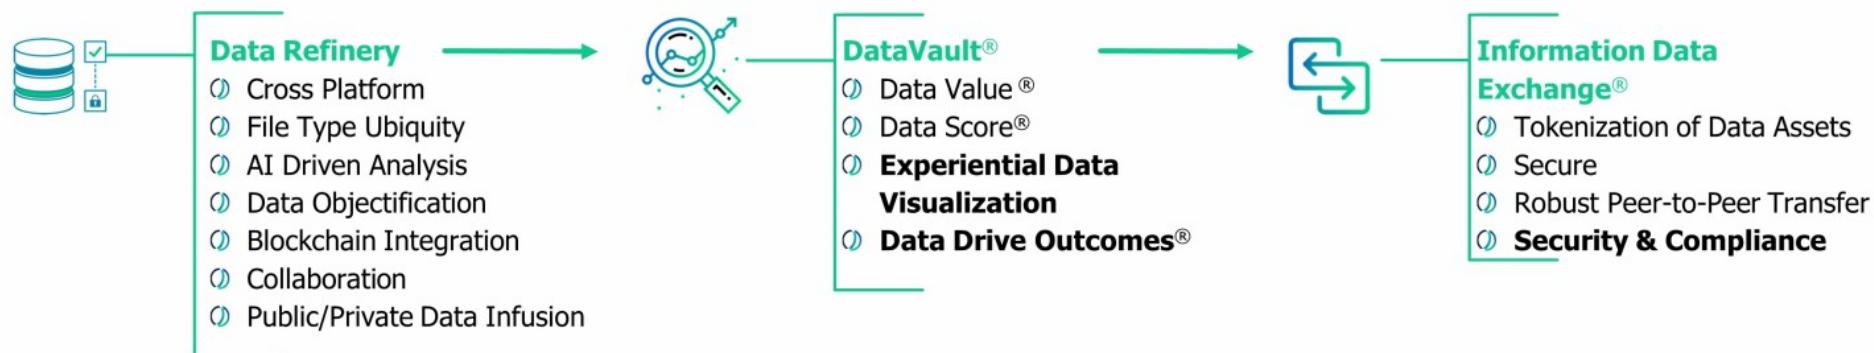 Data Refinery
Cross Platform
File Type Ubiquity
AI Driven Analysis
Data Objectification
Blockchain Integration
Collaboration
Public/Private Data Infusion
DataVault®
Data Value ®
Data Score®
Experiential Data
Visualization
Data Drive Outcomes®
Information Data
Exchange®
Tokenization of Data Assets
Secure
Robust Peer-to-Peer Transfer
Security & Compliance